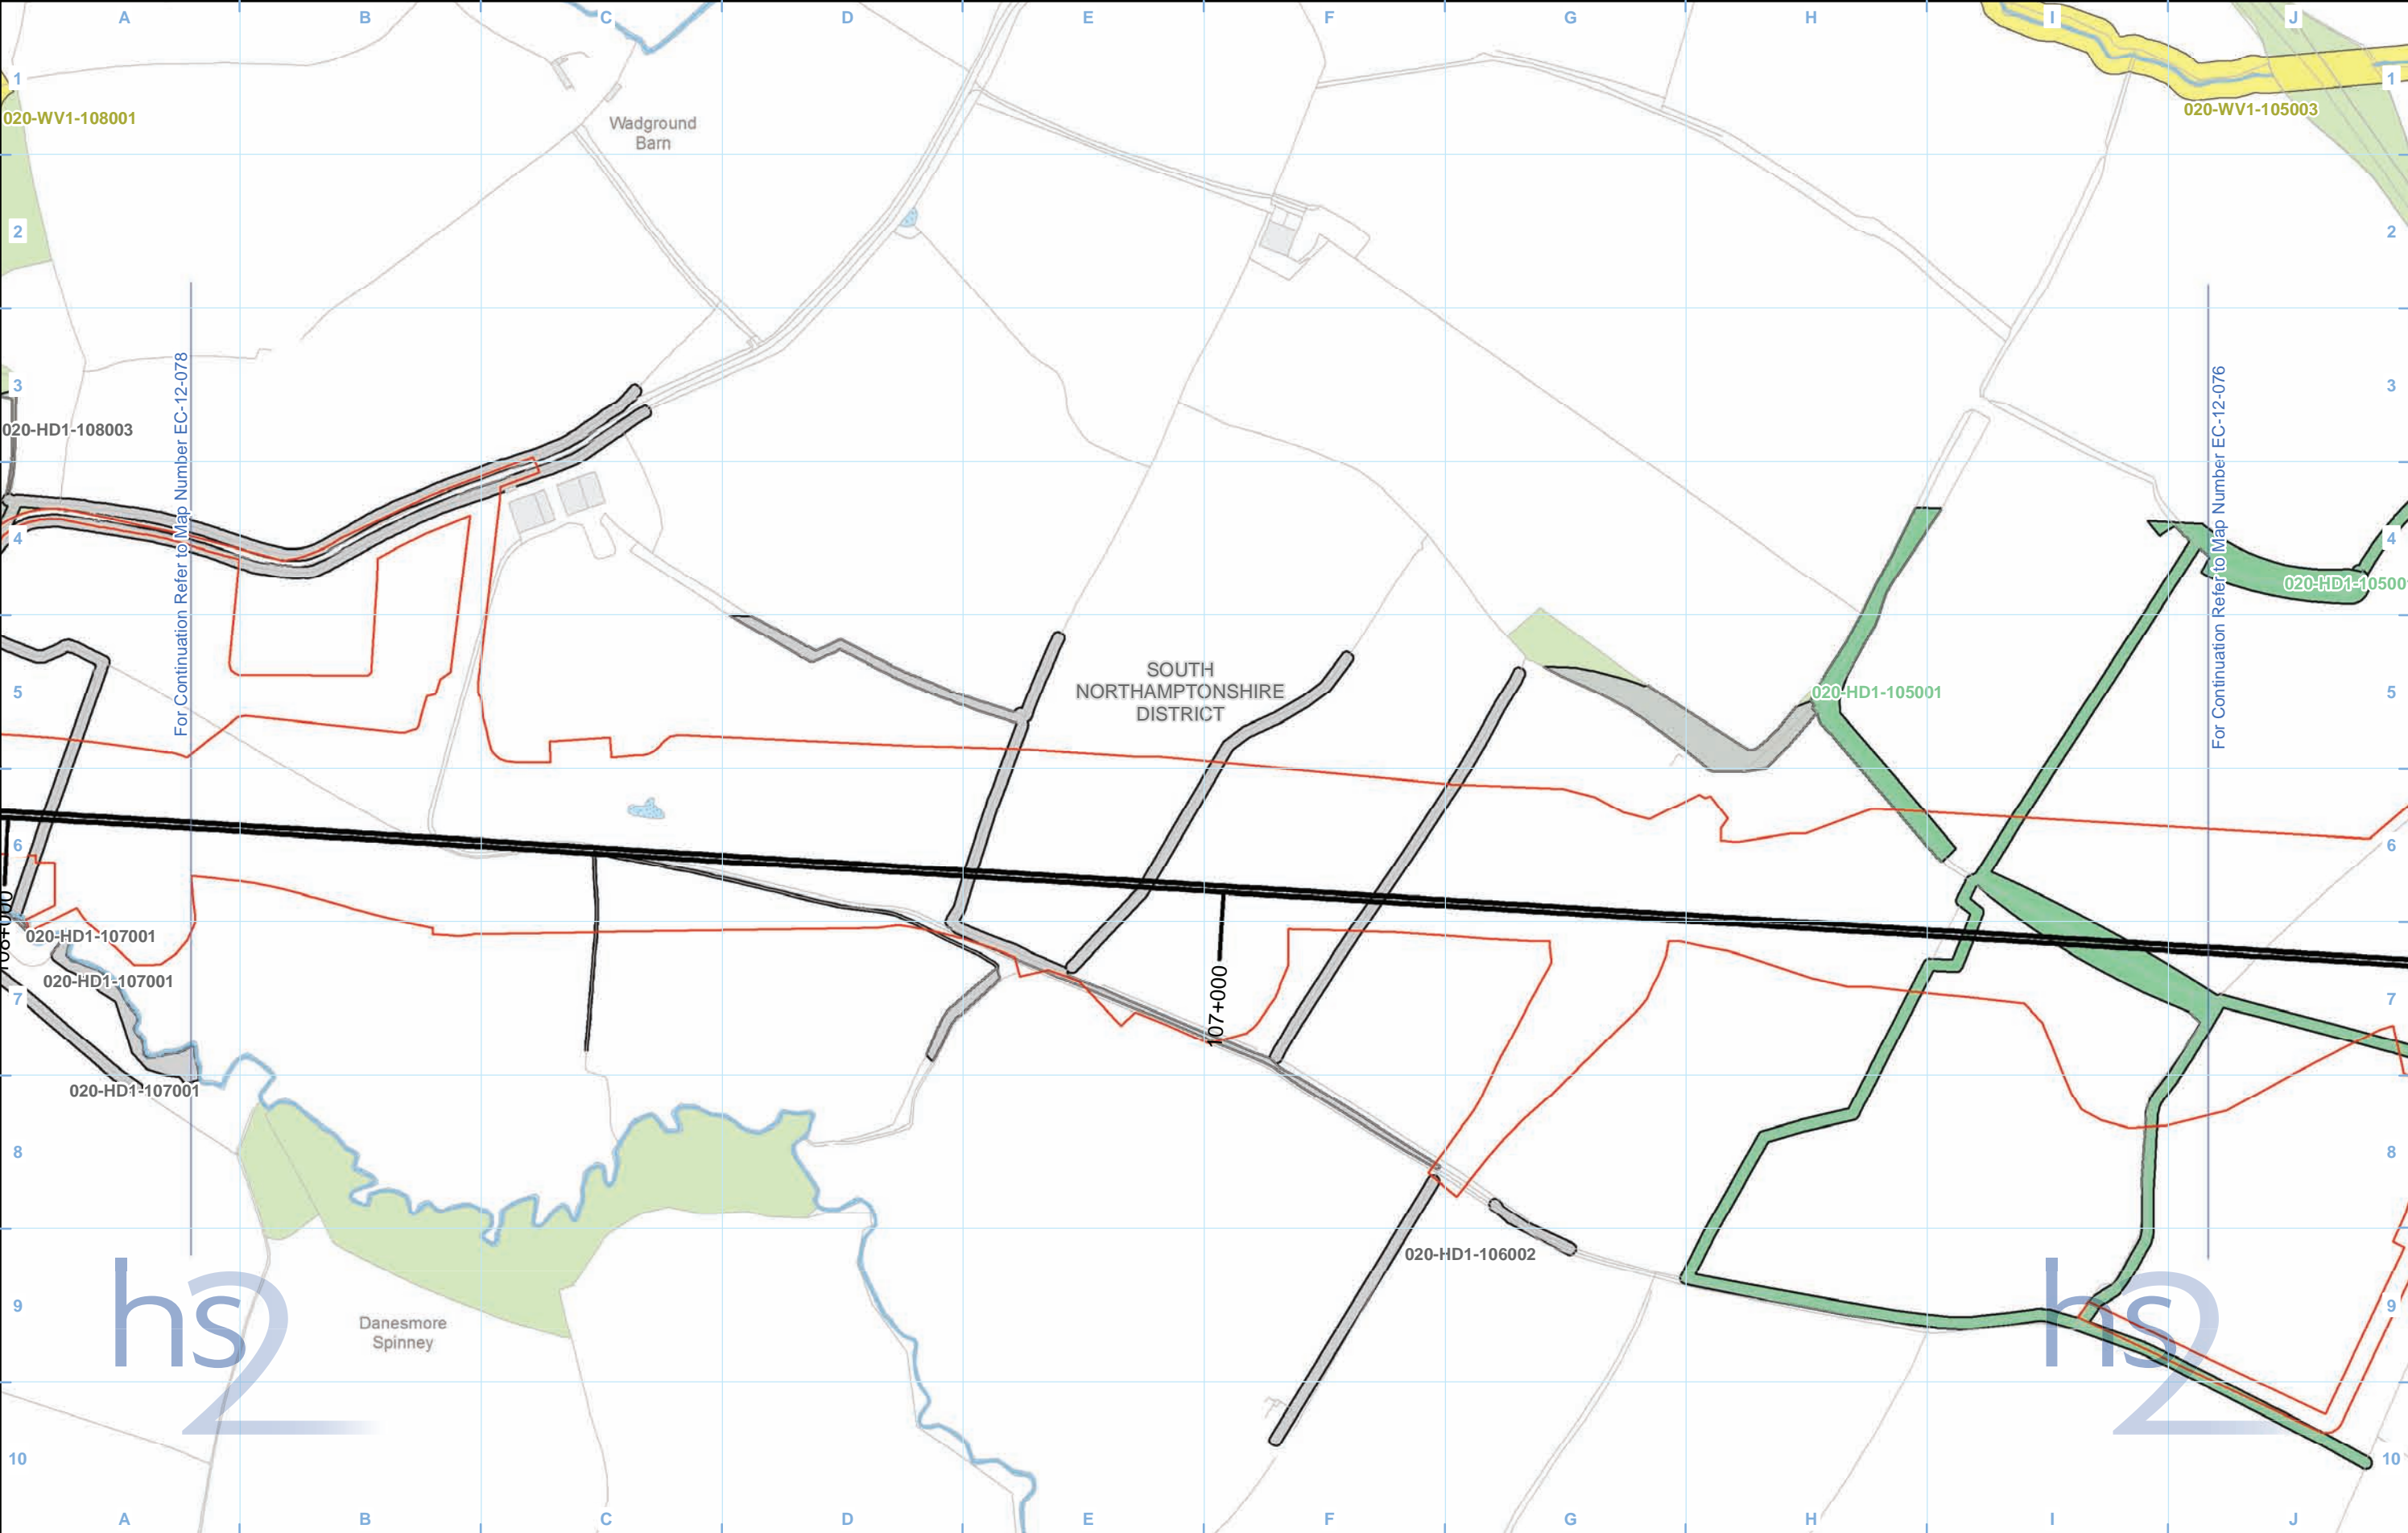 A B C D E F G H I J
1 1
020-WV1-108001
020-WV1-105003
Wadground
Barn
2 2
3 3
020-HD1-108003
For Continuation Refer to Map Number EC-12-078
For Continuation Refer to Map Number EC-12-076
4 4
020-HD1-10500
SOUTH
NORTHAMPTONSHIRE
DISTRICT
5 5
020-HD1-105001
6 6
108+000
020-HD1-107001
020-HD1-107001
7 7
107+000
020-HD1-107001
8 8
020-HD1-106002
hs2
hs2
9 9
Danesmore
Spinney
10 10
A B C D E F G H I J